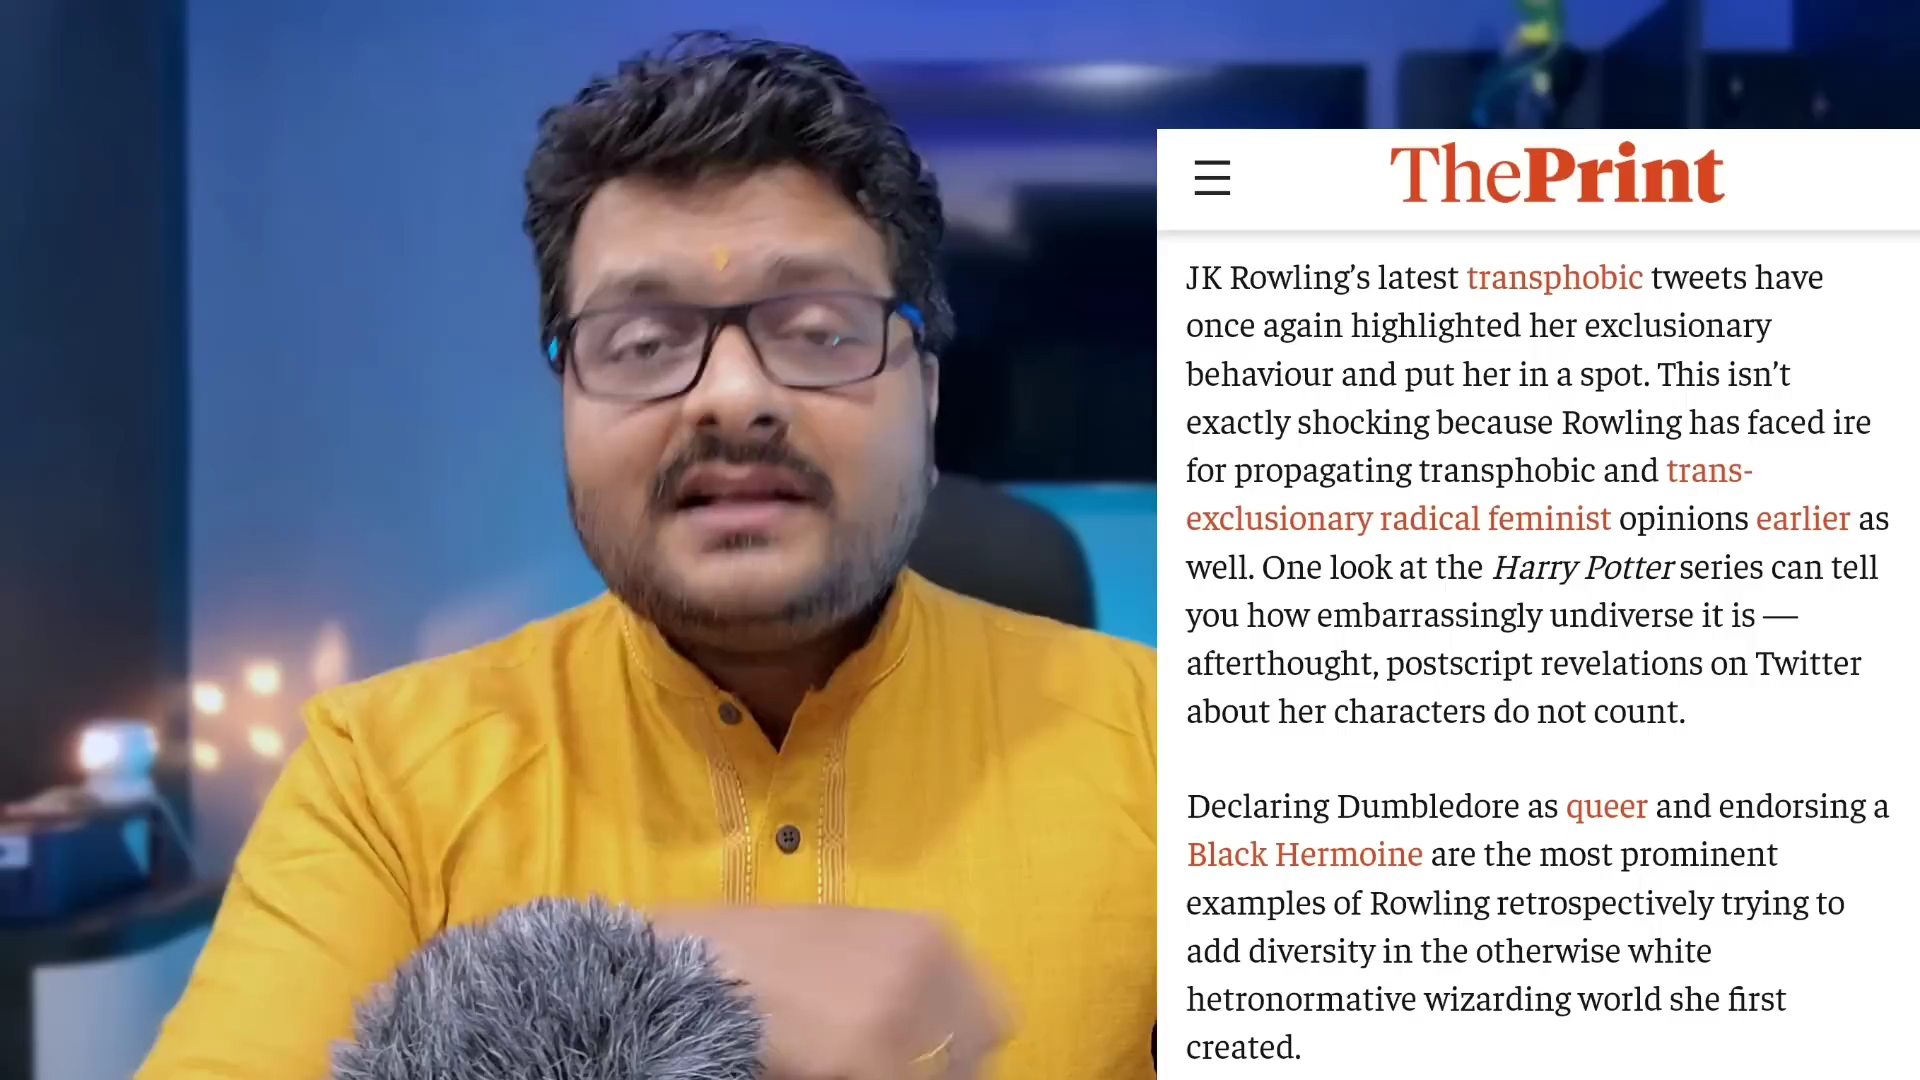 ThePrint
JK Rowling’s latest transphobic tweets have
once again highlighted her exclusionary
behaviour and put her in a spot. This isn’t
exactly shocking because Rowling has faced ire
for propagating transphobic and trans-
exclusionary radical feminist opinions earlier as
well. One look at the Harry Potter series can tell
you how embarrassingly undiverse it is —
afterthought, postscript revelations on Twitter
about her characters do not count.
Declaring Dumbledore as queer and endorsing a
Black Hermoine are the most prominent
examples of Rowling retrospectively trying to
add diversity in the otherwise white
hetronormative wizarding world she first
created.